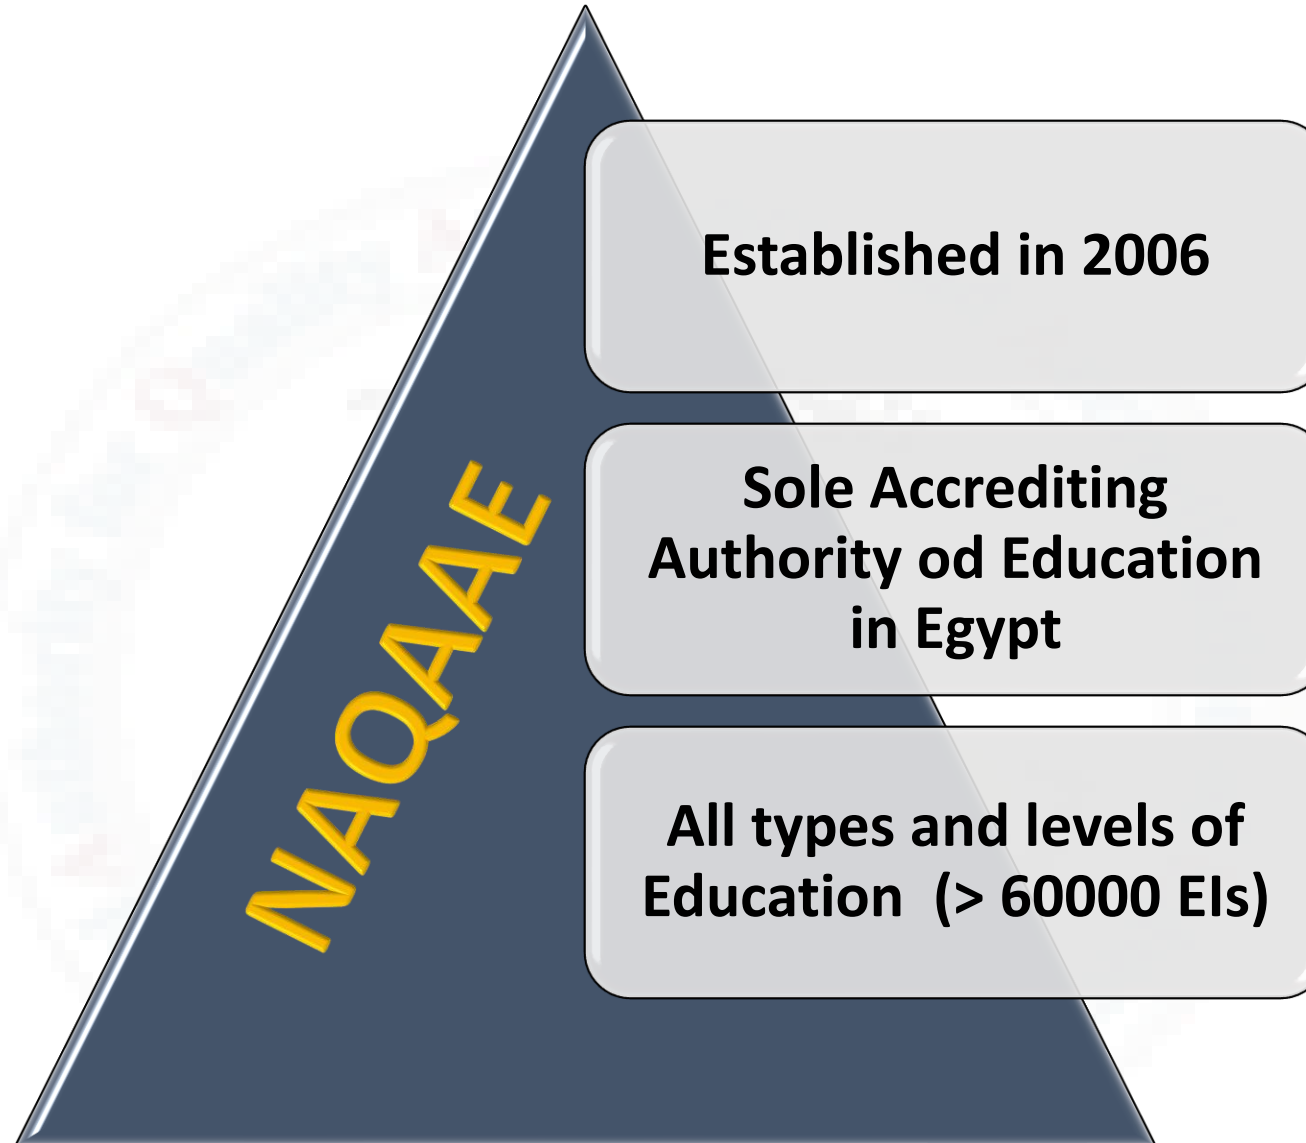 NAQAAE
Established in 2006
Sole Accrediting
Authority od Education
in Egypt
All types and levels of
Education  (> 60000 EIs)